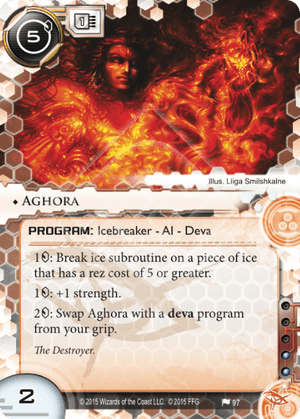 5
1
Illus. Liiga Smilshkalne
AGHORA
PROGRAM: Icebreaker - AI - Deva
1: Break ice subroutine on a piece of ice
that has a rez cost of 5 or greater.
1: +1 strength.
2: Swap Aghora with a deva program
from your grip.
The Destroyer.
2
© 2015 Wizards of the Coast LLC. © 2015 FFG
97